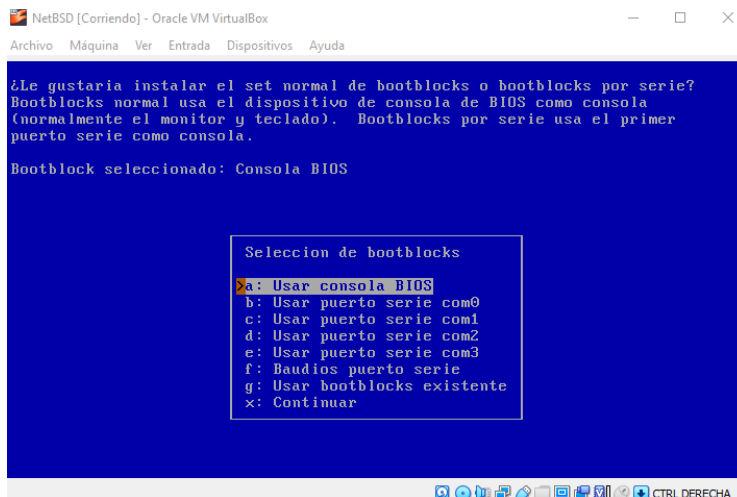 NetBSD [Corriendo] - Oracle VM VirtualBox
Archivo Máquina Ver Entrada Dispositivos Ayuda
¿Le gustaria instalar el set normal de bootblocks o bootblocks por serie?
Bootblocks normal usa el dispositivo de consola de BIOS como consola
(normalmente el monitor y teclado). Bootblocks por serie usa el primer
puerto serie como consola.
Bootblock seleccionado: Consola BIOS
Seleccion de bootblocks
>a: Usar consola BIOS
b: Usar puerto serie com0
c: Usar puerto serie com1
d: Usar puerto serie com2
e: Usar puerto serie com3
f: Baudios puerto serie
g: Usar bootblocks existente
x: Continuar
CTRL DERECHA